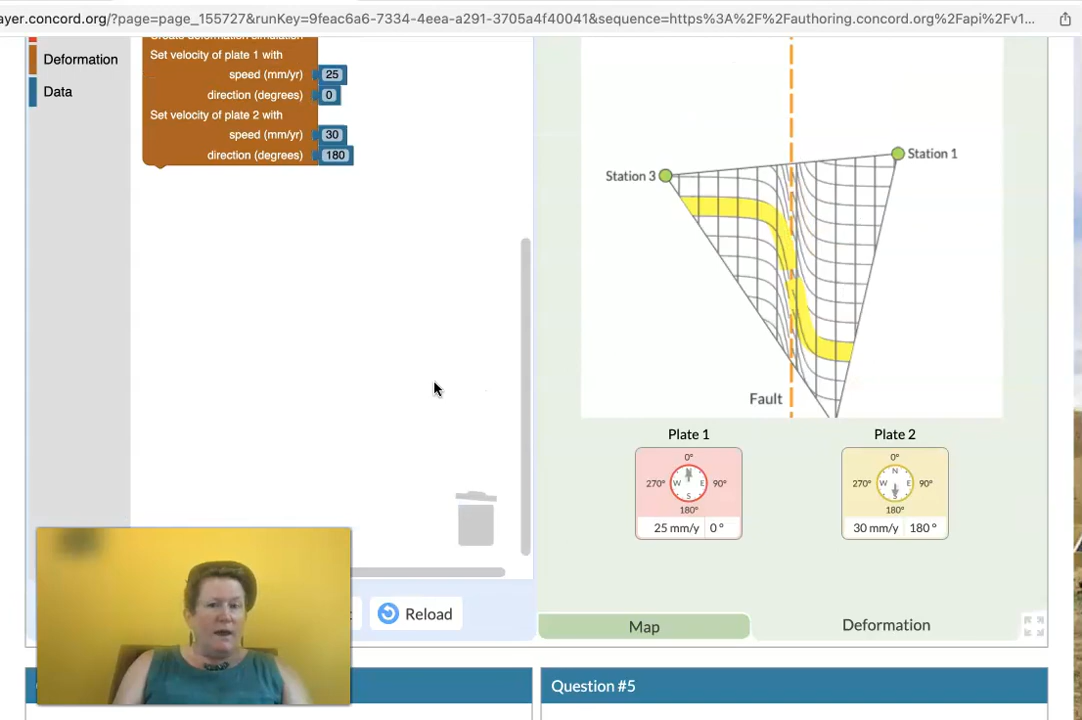 ayer.concord.org/?page=page_155727&runKey=9feac6a6-7334-4eea-a291-3705a4f40041&sequence=https%3A%2F%2Fauthoring.concord.org%2Fapi%2Fv1...
Deformation
Data
Create deformation simulation
Set velocity of plate 1 with
speed (mm/yr) 25
direction (degrees) 0
Set velocity of plate 2 with
speed (mm/yr) 30
direction (degrees) 180
Reload
Station 3
Station 1
Fault
Plate 1
0°
270° W N E S 90°
180°
25 mm/y 0°
Plate 2
0°
270° W N E S 90°
180°
30 mm/y 180°
Map
Deformation
Question #5